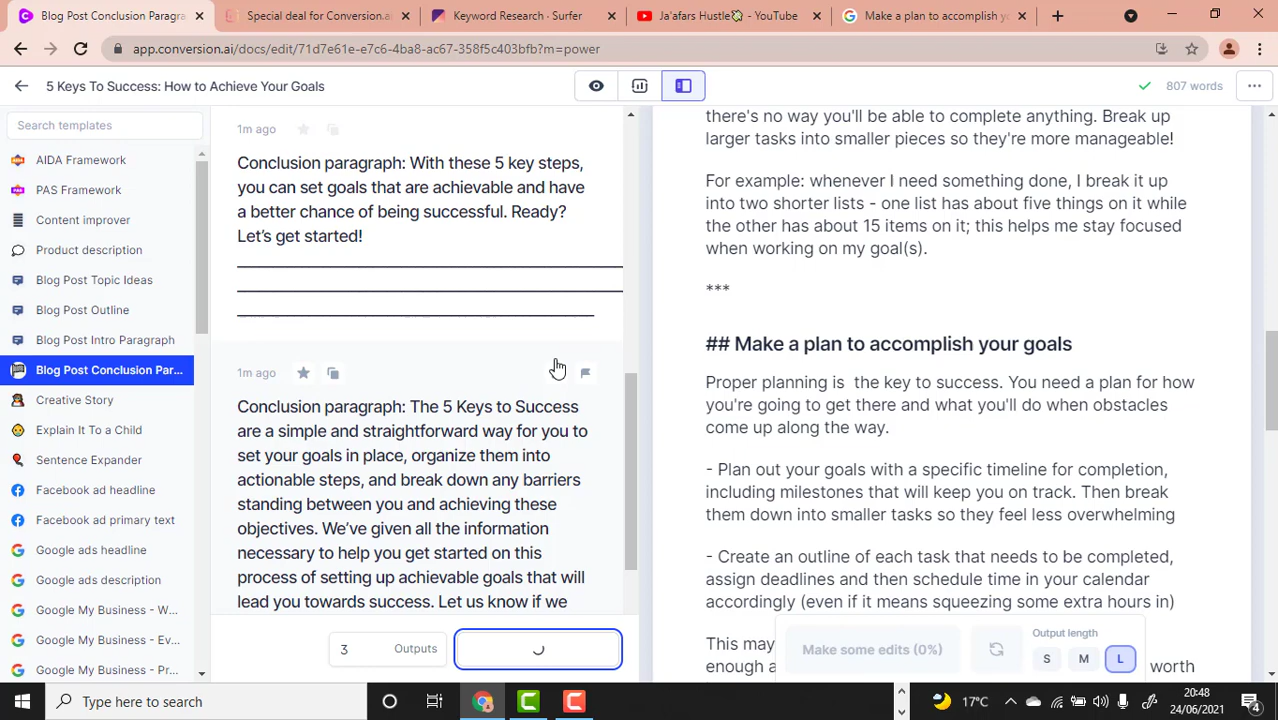 Blog Post Conclusion Paragra
Special deal for Conversion.a
Keyword Research - Surfer
Ja'afars Hustle - YouTube
Make a plan to accomplish yo
app.conversion.ai/docs/edit/71d7e61e-e7c6-4ba8-ac67-358f5c403bfb?m=power
5 Keys To Success: How to Achieve Your Goals
807 words
Search templates
AIDA Framework
PAS Framework
Content improver
Product description
Blog Post Topic Ideas
Blog Post Outline
Blog Post Intro Paragraph
Blog Post Conclusion Par...
Creative Story
Explain It To a Child
Sentence Expander
Facebook ad headline
Facebook ad primary text
Google ads headline
Google ads description
Google My Business - W...
Google My Business - Ev...
Google My Business - Pr...
1m ago
Conclusion paragraph: With these 5 key steps,
you can set goals that are achievable and have
a better chance of being successful. Ready?
Let's get started!
1m ago
Conclusion paragraph: The 5 Keys to Success
are a simple and straightforward way for you to
set your goals in place, organize them into
actionable steps, and break down any barriers
standing between you and achieving these
objectives. We've given all the information
necessary to help you get started on this
process of setting up achievable goals that will
lead you towards success. Let us know if we
3 Outputs
there's no way you'll be able to complete anything. Break up
larger tasks into smaller pieces so they're more manageable!
For example: whenever I need something done, I break it up
into two shorter lists - one list has about five things on it while
the other has about 15 items on it; this helps me stay focused
when working on my goal(s).
***
## Make a plan to accomplish your goals
Proper planning is  the key to success. You need a plan for how
you're going to get there and what you'll do when obstacles
come up along the way.
- Plan out your goals with a specific timeline for completion,
including milestones that will keep you on track. Then break
them down into smaller tasks so they feel less overwhelming
- Create an outline of each task that needs to be completed,
assign deadlines and then schedule time in your calendar
accordingly (even if it means squeezing some extra hours in)
This may
enough a
worth
Make some edits (0%)
Output length
S M L
Type here to search
17°C
20:48
24/06/2021
4